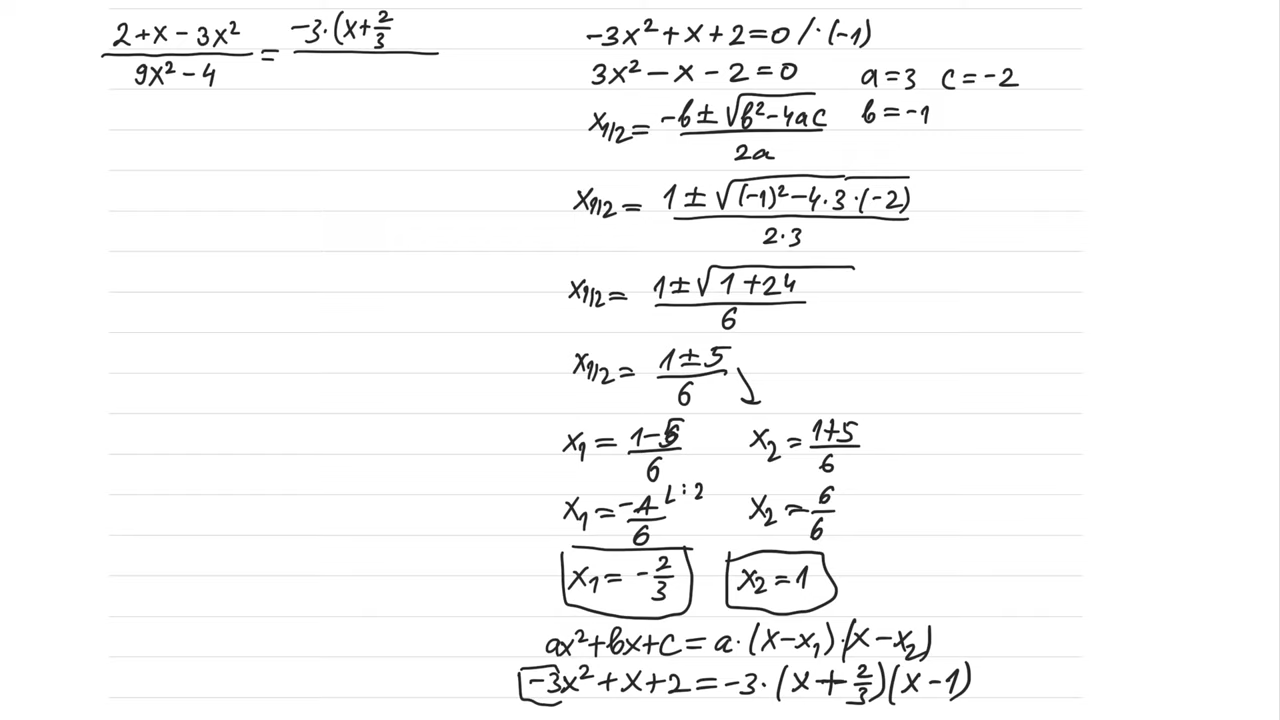 2+x-3x² / 9x²-4 = -3·(x+2/3
-3x²+x+2=0 /·(-1)
3x²-x-2=0 a=3 c=-2
x1/2 = -b±√b²-4ac / 2a b=-1
x1/2 = 1±√(-1)²-4·3·(-2) / 2·3
x1/2 = 1±√1+24 / 6
x1/2 = 1±5 / 6
x1 = 1-5 / 6 x2 = 1+5 / 6
x1 = -4 / 6 L:2 x2 = 6 / 6
x1 = -2/3 x2 = 1
ax²+bx+c = a·(x-x1)·(x-x2)
-3x²+x+2 = -3·(x+2/3)(x-1)